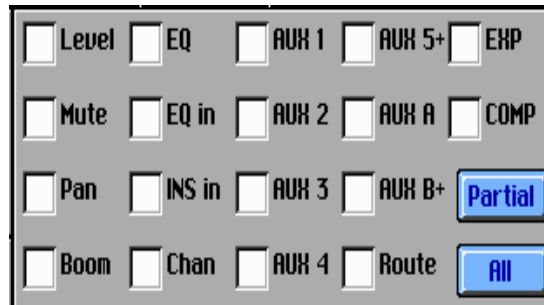 Level EQ AUX 1 AUX 5+ EXP
Mute EQ in AUX 2 AUX A COMP
Pan INS in AUX 3 AUX B+ Partial
Boom Chan AUX 4 Route All